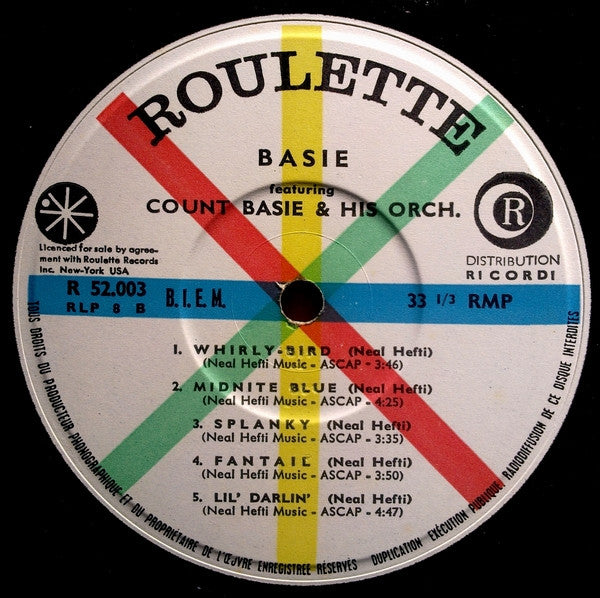 ROULETTE
BASIE
featuring
COUNT BASIE & HIS ORCH.
Licenced for sale by agree-
ment with Roulette Records
Inc. New-York USA
R
DISTRIBUTION
RICORDI
R 52,003
RLP 8 B
B.I.E.M.
33 1/3 RMP
1. WHIRLY-BIRD (Neal Hefti)
(Neal Hefti Music - ASCAP - 3:46)
2. MIDNITE BLUE (Neal Hefti)
(Neal Hefti Music - ASCAP - 4:25)
3. SPLANKY (Neal Hefti)
(Neal Hefti Music - ASCAP - 3:35)
4. FANTAIL (Neal Hefti)
(Neal Hefti Music - ASCAP - 3:50)
5. LIL' DARLIN' (Neal Hefti)
(Neal Hefti Music - ASCAP - 4:47)
TOUS DROITS DU PRODUCTEUR PHONOGRAPHIQUE ET DU PROPRIÉTAIRE DE L'ŒUVRE ENREGISTREE RÉSERVÉS DUPLICATION EXÉCUTION PUBLIQUE RADIODIFFUSION DE CE DISQUE INTERDITES